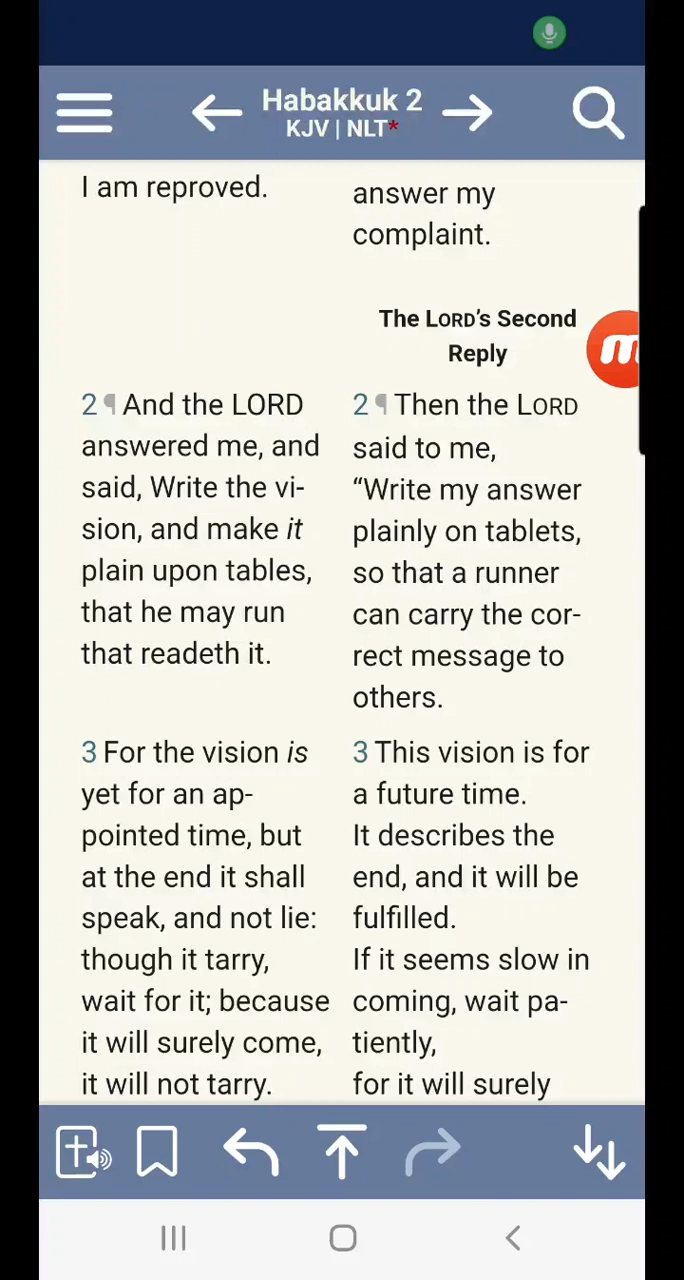 Habakkuk 2
KJV | NLT*
I am reproved.
answer my
complaint.
The LORD's Second
Reply
2 ¶ And the LORD
answered me, and
said, Write the vi-
sion, and make it
plain upon tables,
that he may run
that readeth it.
2 ¶ Then the LORD
said to me,
“Write my answer
plainly on tablets,
so that a runner
can carry the cor-
rect message to
others.
3 For the vision is
yet for an ap-
pointed time, but
at the end it shall
speak, and not lie:
though it tarry,
wait for it; because
it will surely come,
it will not tarry.
3 This vision is for
a future time.
It describes the
end, and it will be
fulfilled.
If it seems slow in
coming, wait pa-
tiently,
for it will surely